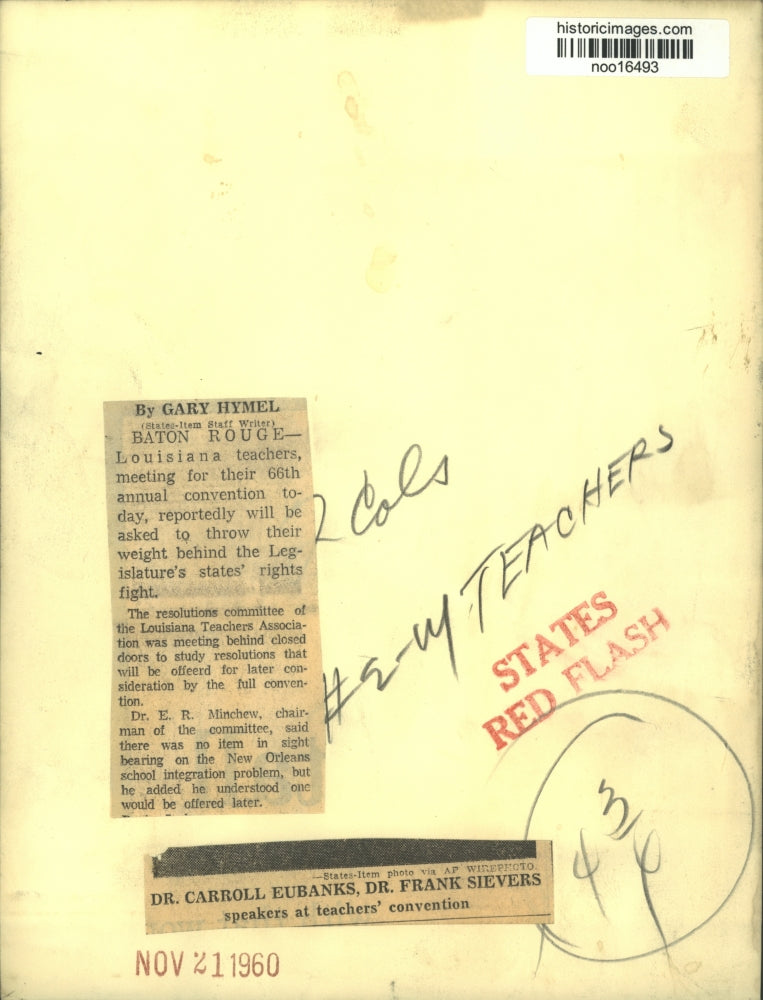 historicimages.com
noo16493
By GARY HYMEL
(States-Item Staff Writer)
BATON ROUGE—
Louisiana teachers,
meeting for their 66th
annual convention to-
day, reportedly will be
asked to throw their
weight behind the Leg-
islature's states' rights
fight.
The resolutions committee of
the Louisiana Teachers Associa-
tion was meeting behind closed
doors to study resolutions that
will be offeerd for later con-
sideration by the full conven-
tion.
Dr. E. R. Minchew, chair-
man of the committee, said
there was no item in sight
bearing on the New Orleans
school integration problem, but
he added he understood one
would be offered later.
2 Cols
TEACHERS
STATES
RED FLASH
—States-Item photo via AP WIREPHOTO.
DR. CARROLL EUBANKS, DR. FRANK SIEVERS
speakers at teachers' convention
NOV 21 1960